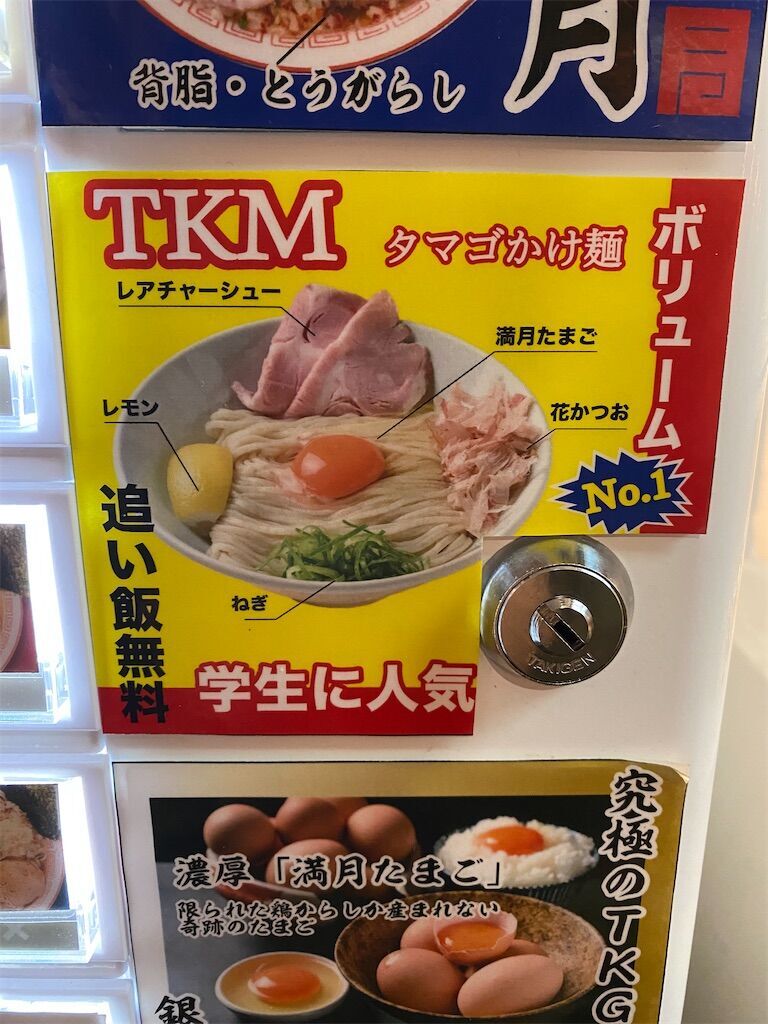 背脂・とうがらし
月
TKM
タマゴかけ麺
ボリューム
No.1
レアチャーシュー
満月たまご
レモン
花かつお
追い飯無料
ねぎ
学生に人気
TAKIGEN
究極のTKG
濃厚「満月たまご」
限られた鶏からしか産まれない
奇跡のたまご
銀